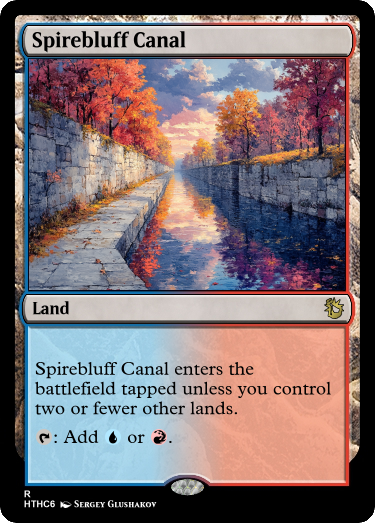 Spirebluff Canal
Land
Spirebluff Canal enters the
battlefield tapped unless you control
two or fewer other lands.
: Add or .
R
HTHC6 Sergey Glushakov